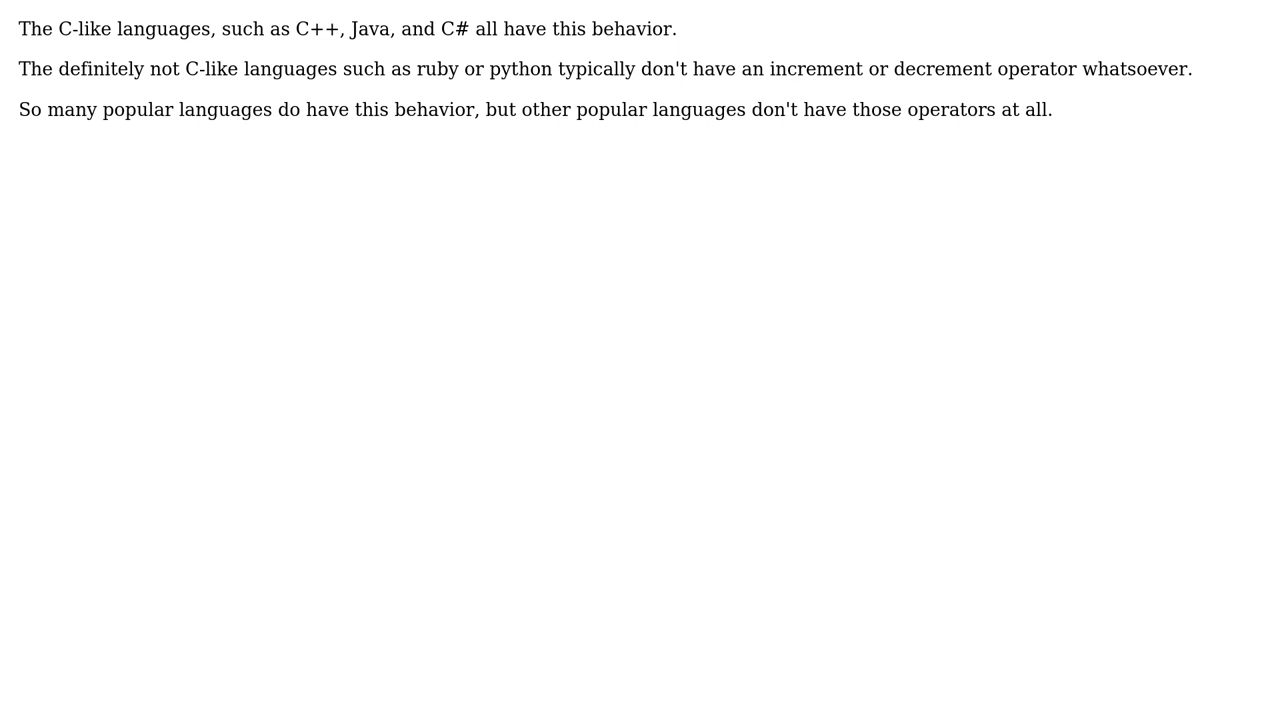 The C-like languages, such as C++, Java, and C# all have this behavior.
The definitely not C-like languages such as ruby or python typically don't have an increment or decrement operator whatsoever.
So many popular languages do have this behavior, but other popular languages don't have those operators at all.